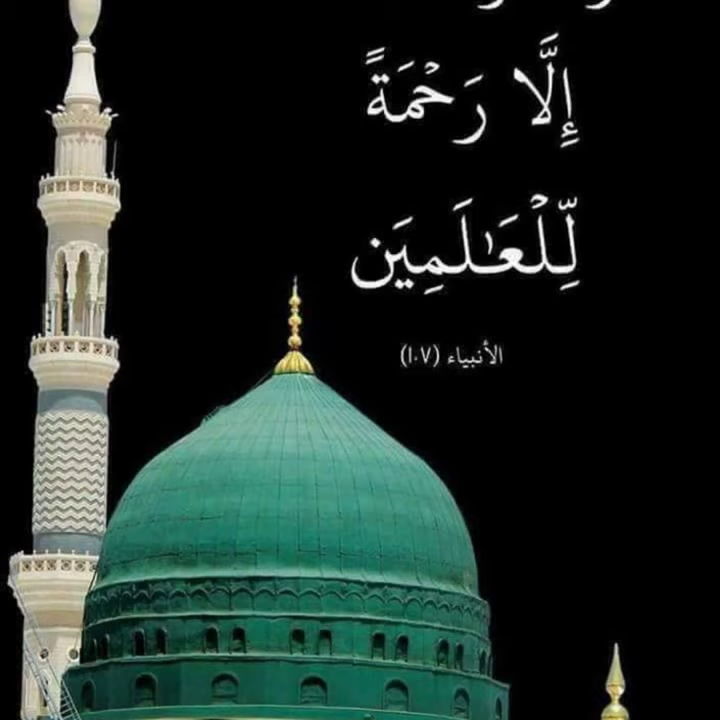 إِلَّا رَحْمَةً
لِّلْعَـٰلَمِينَ
الأنبياء (١٠٧)